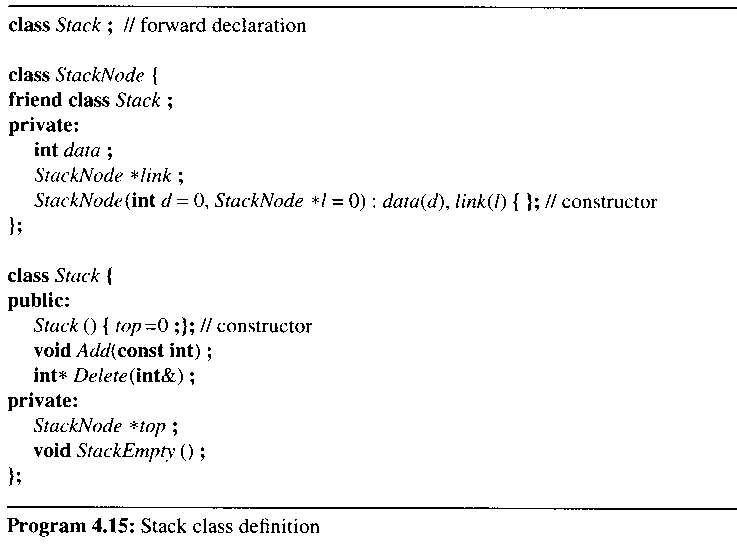 class Stack ; // forward declaration
class StackNode {
friend class Stack ;
private:
int data ;
StackNode *link ;
StackNode(int d = 0, StackNode *l = 0) : data(d), link(l) { }; // constructor
};
class Stack {
public:
Stack () { top=0 ;}; // constructor
void Add(const int) ;
int* Delete(int&) ;
private:
StackNode *top ;
void StackEmpty () ;
};
Program 4.15: Stack class definition